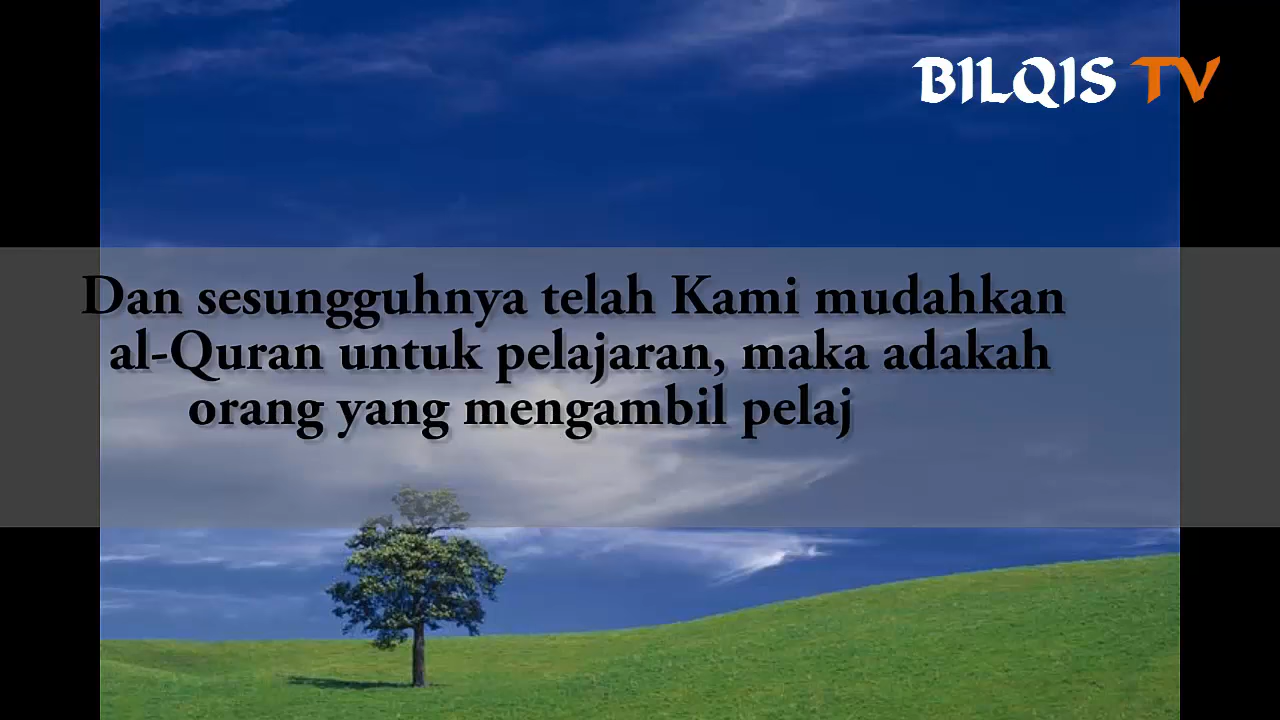 BILQIS TV
Dan sesungguhnya telah Kami mudahkan
al-Quran untuk pelajaran, maka adakah
orang yang mengambil pelaj